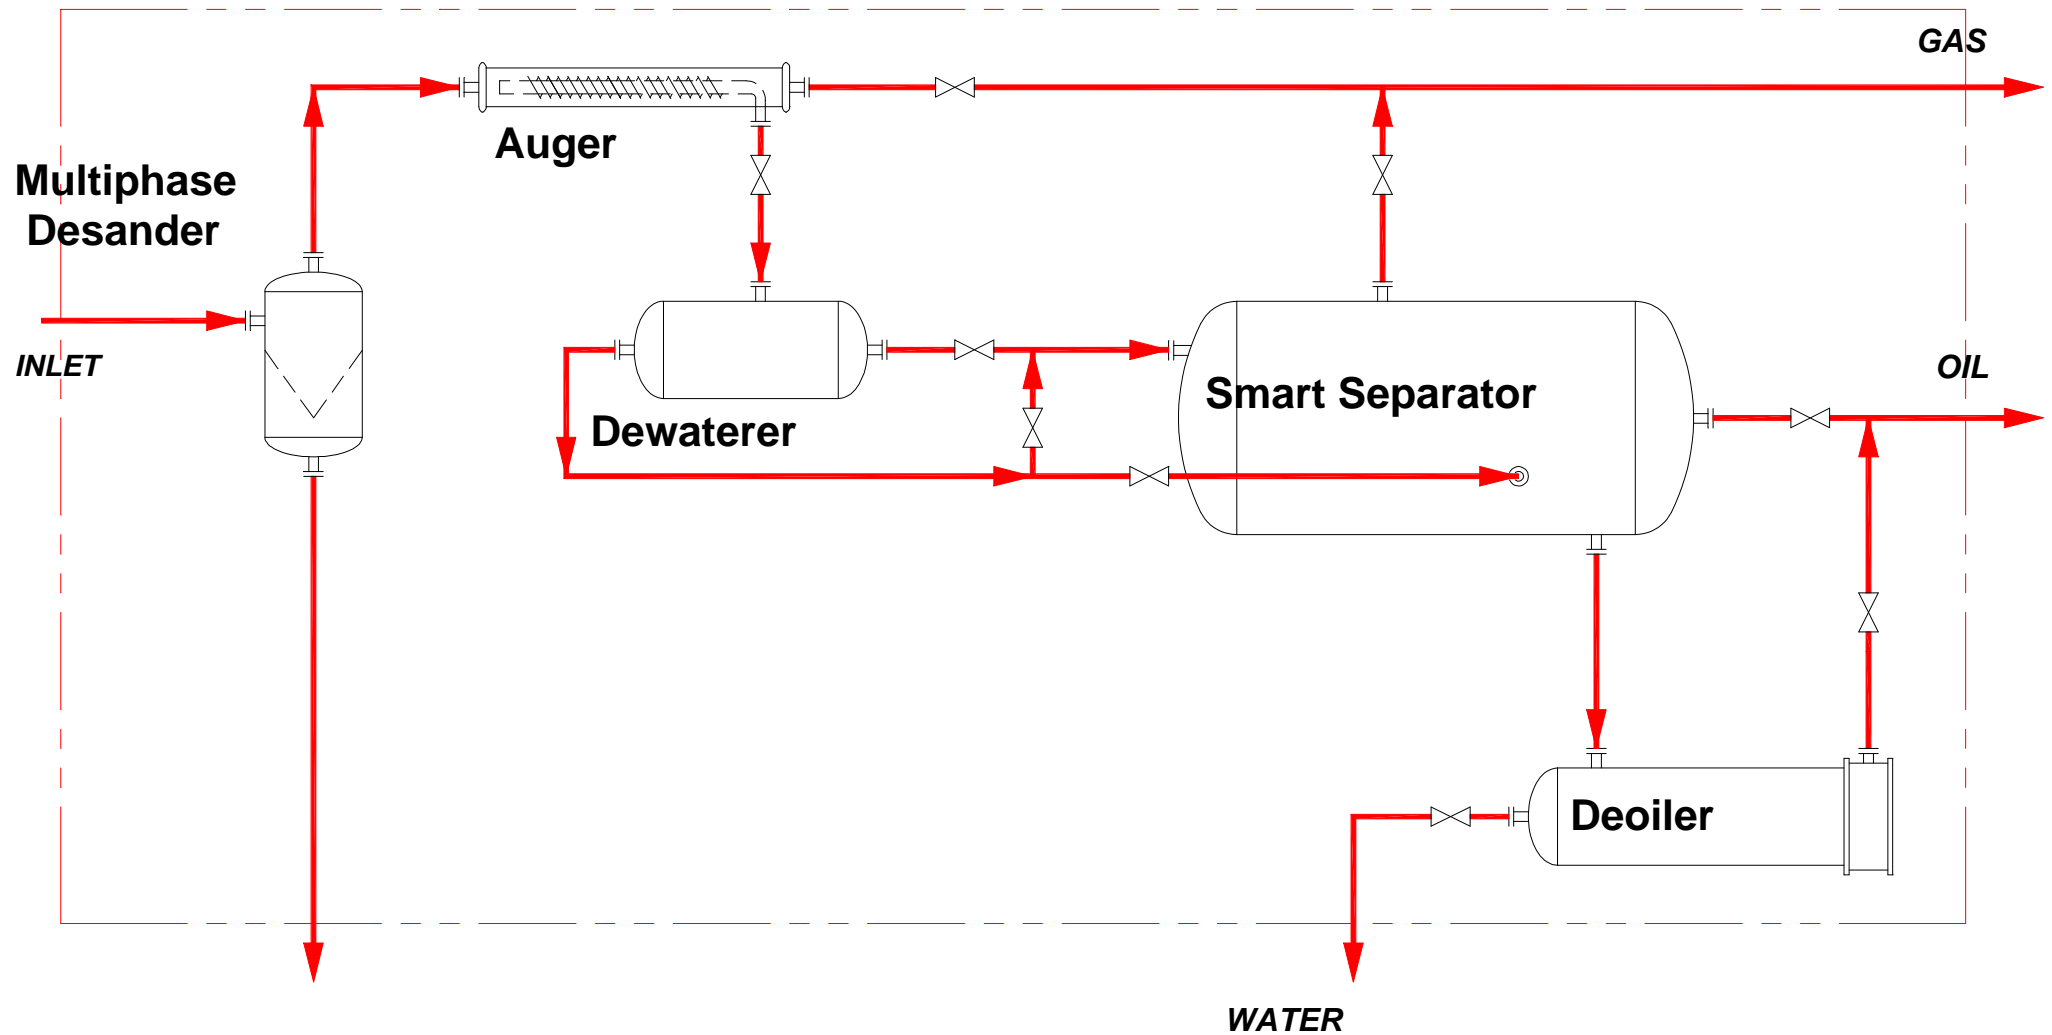 GAS
Auger
Multiphase
Desander
INLET
OIL
Smart Separator
Dewaterer
Deoiler
WATER